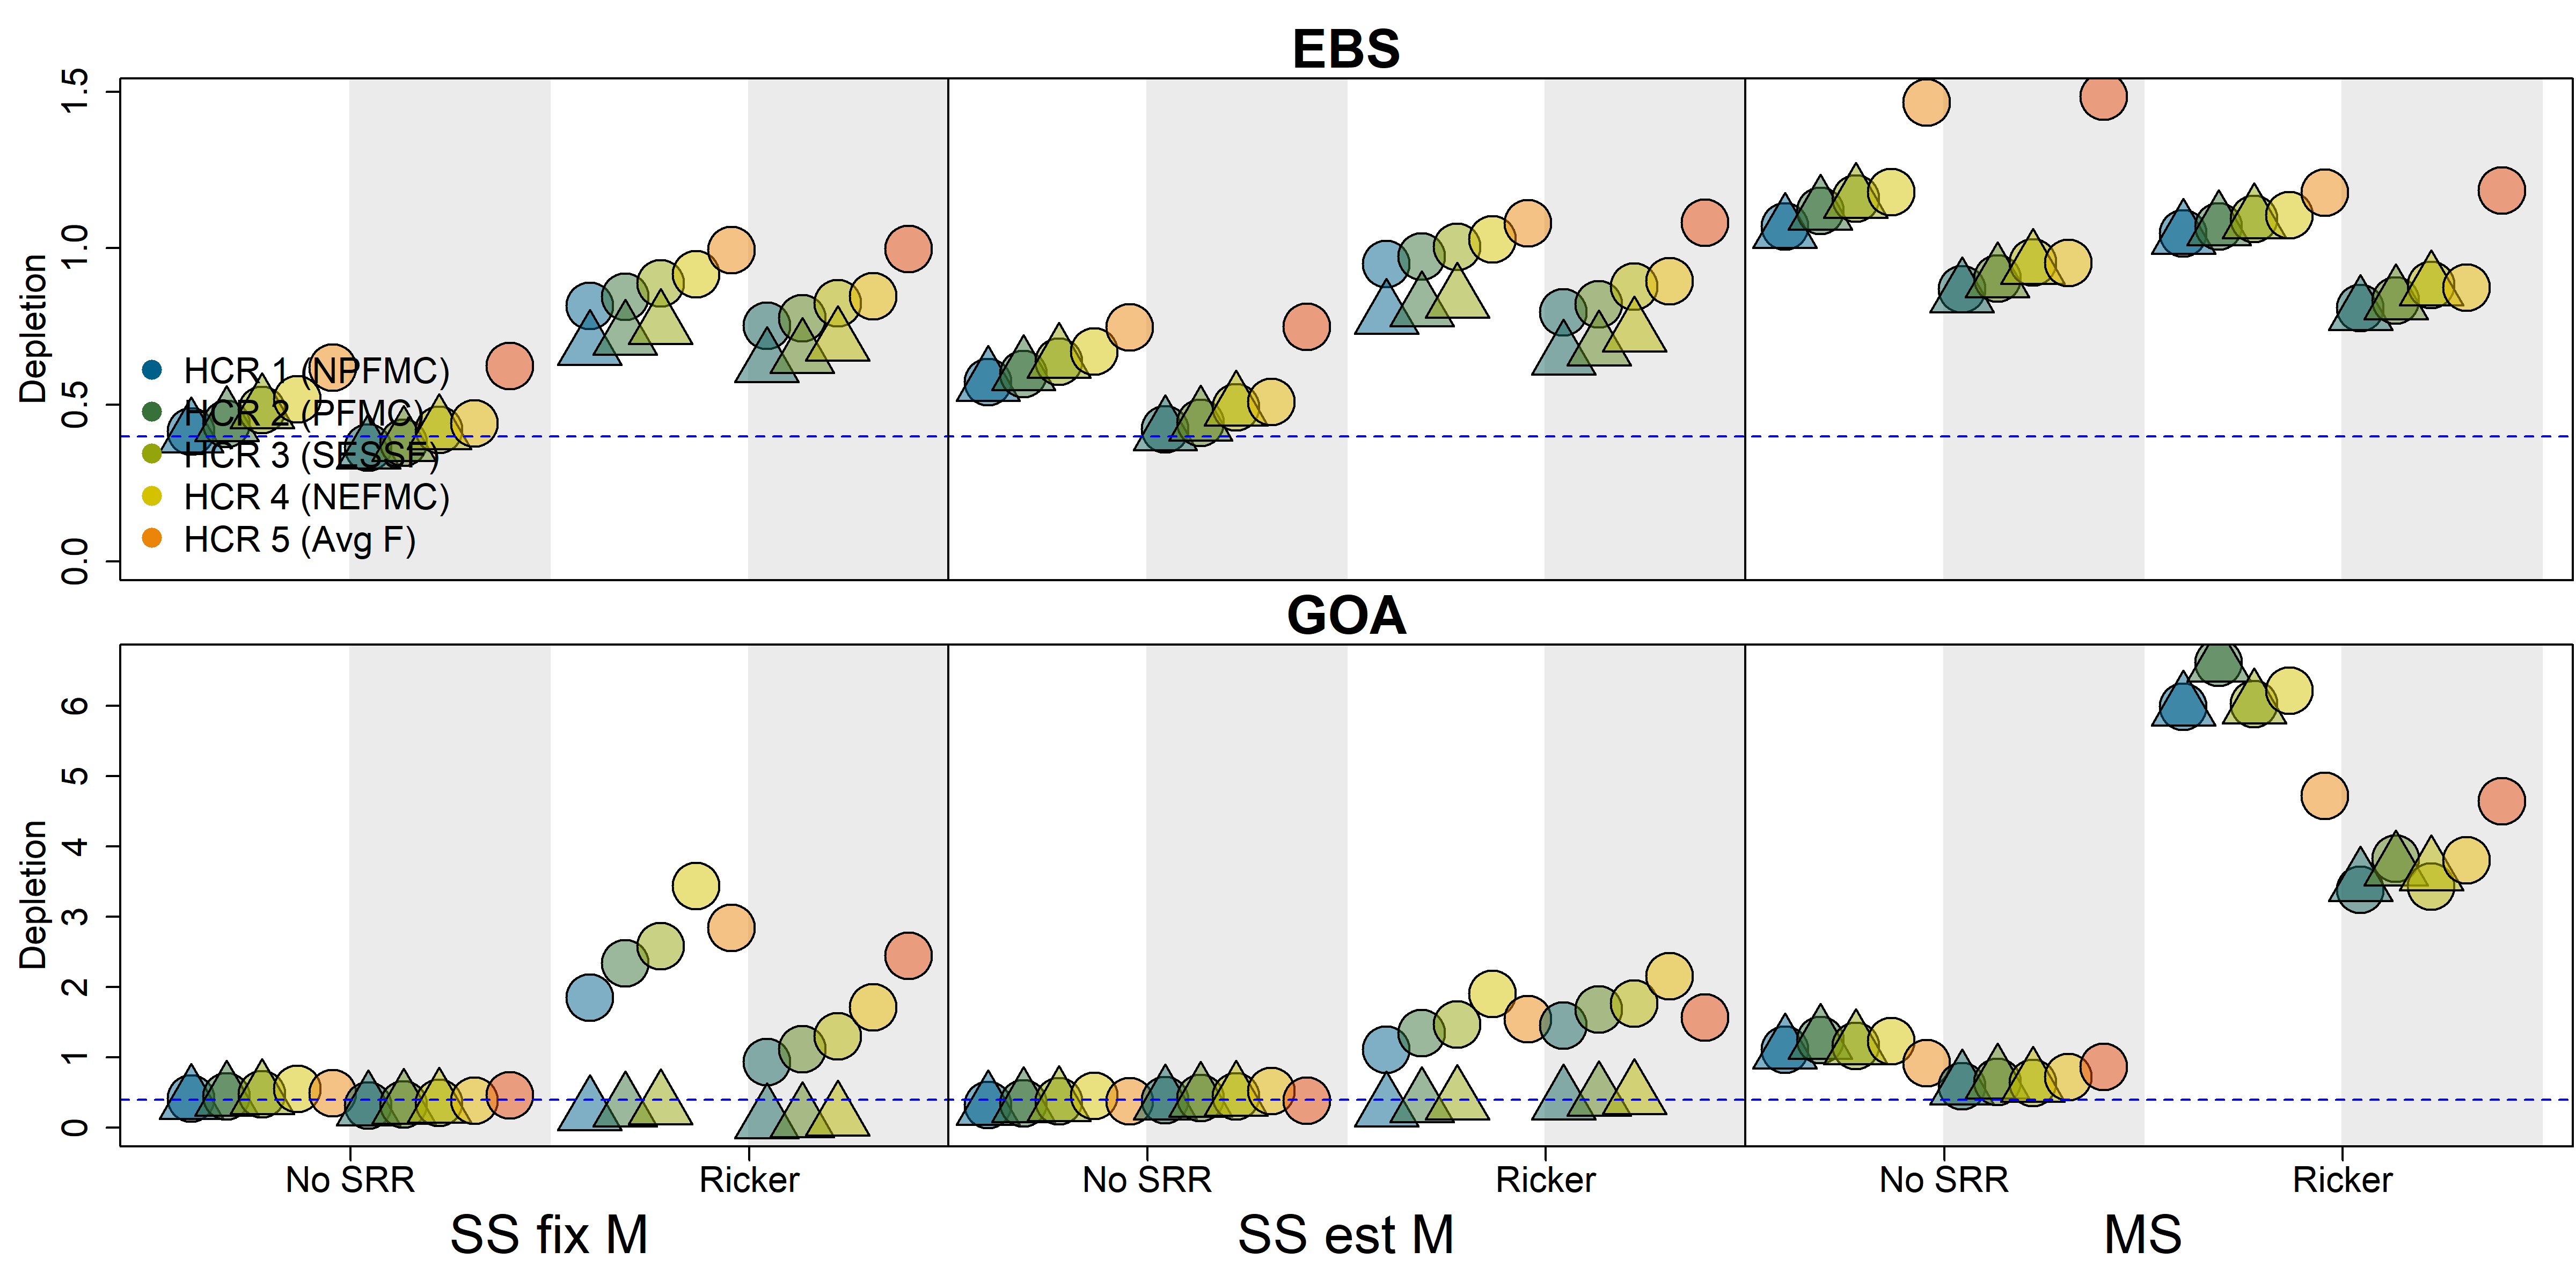 EBS
Depletion
1.5
1.0
0.5
0.0
HCR 1 (NPFMC)
HCR 2 (PFMC)
HCR 3 (SESSF)
HCR 4 (NEFMC)
HCR 5 (Avg F)
GOA
Depletion
6
5
4
3
2
1
0
No SRR Ricker No SRR Ricker No SRR Ricker
SS fix M SS est M MS